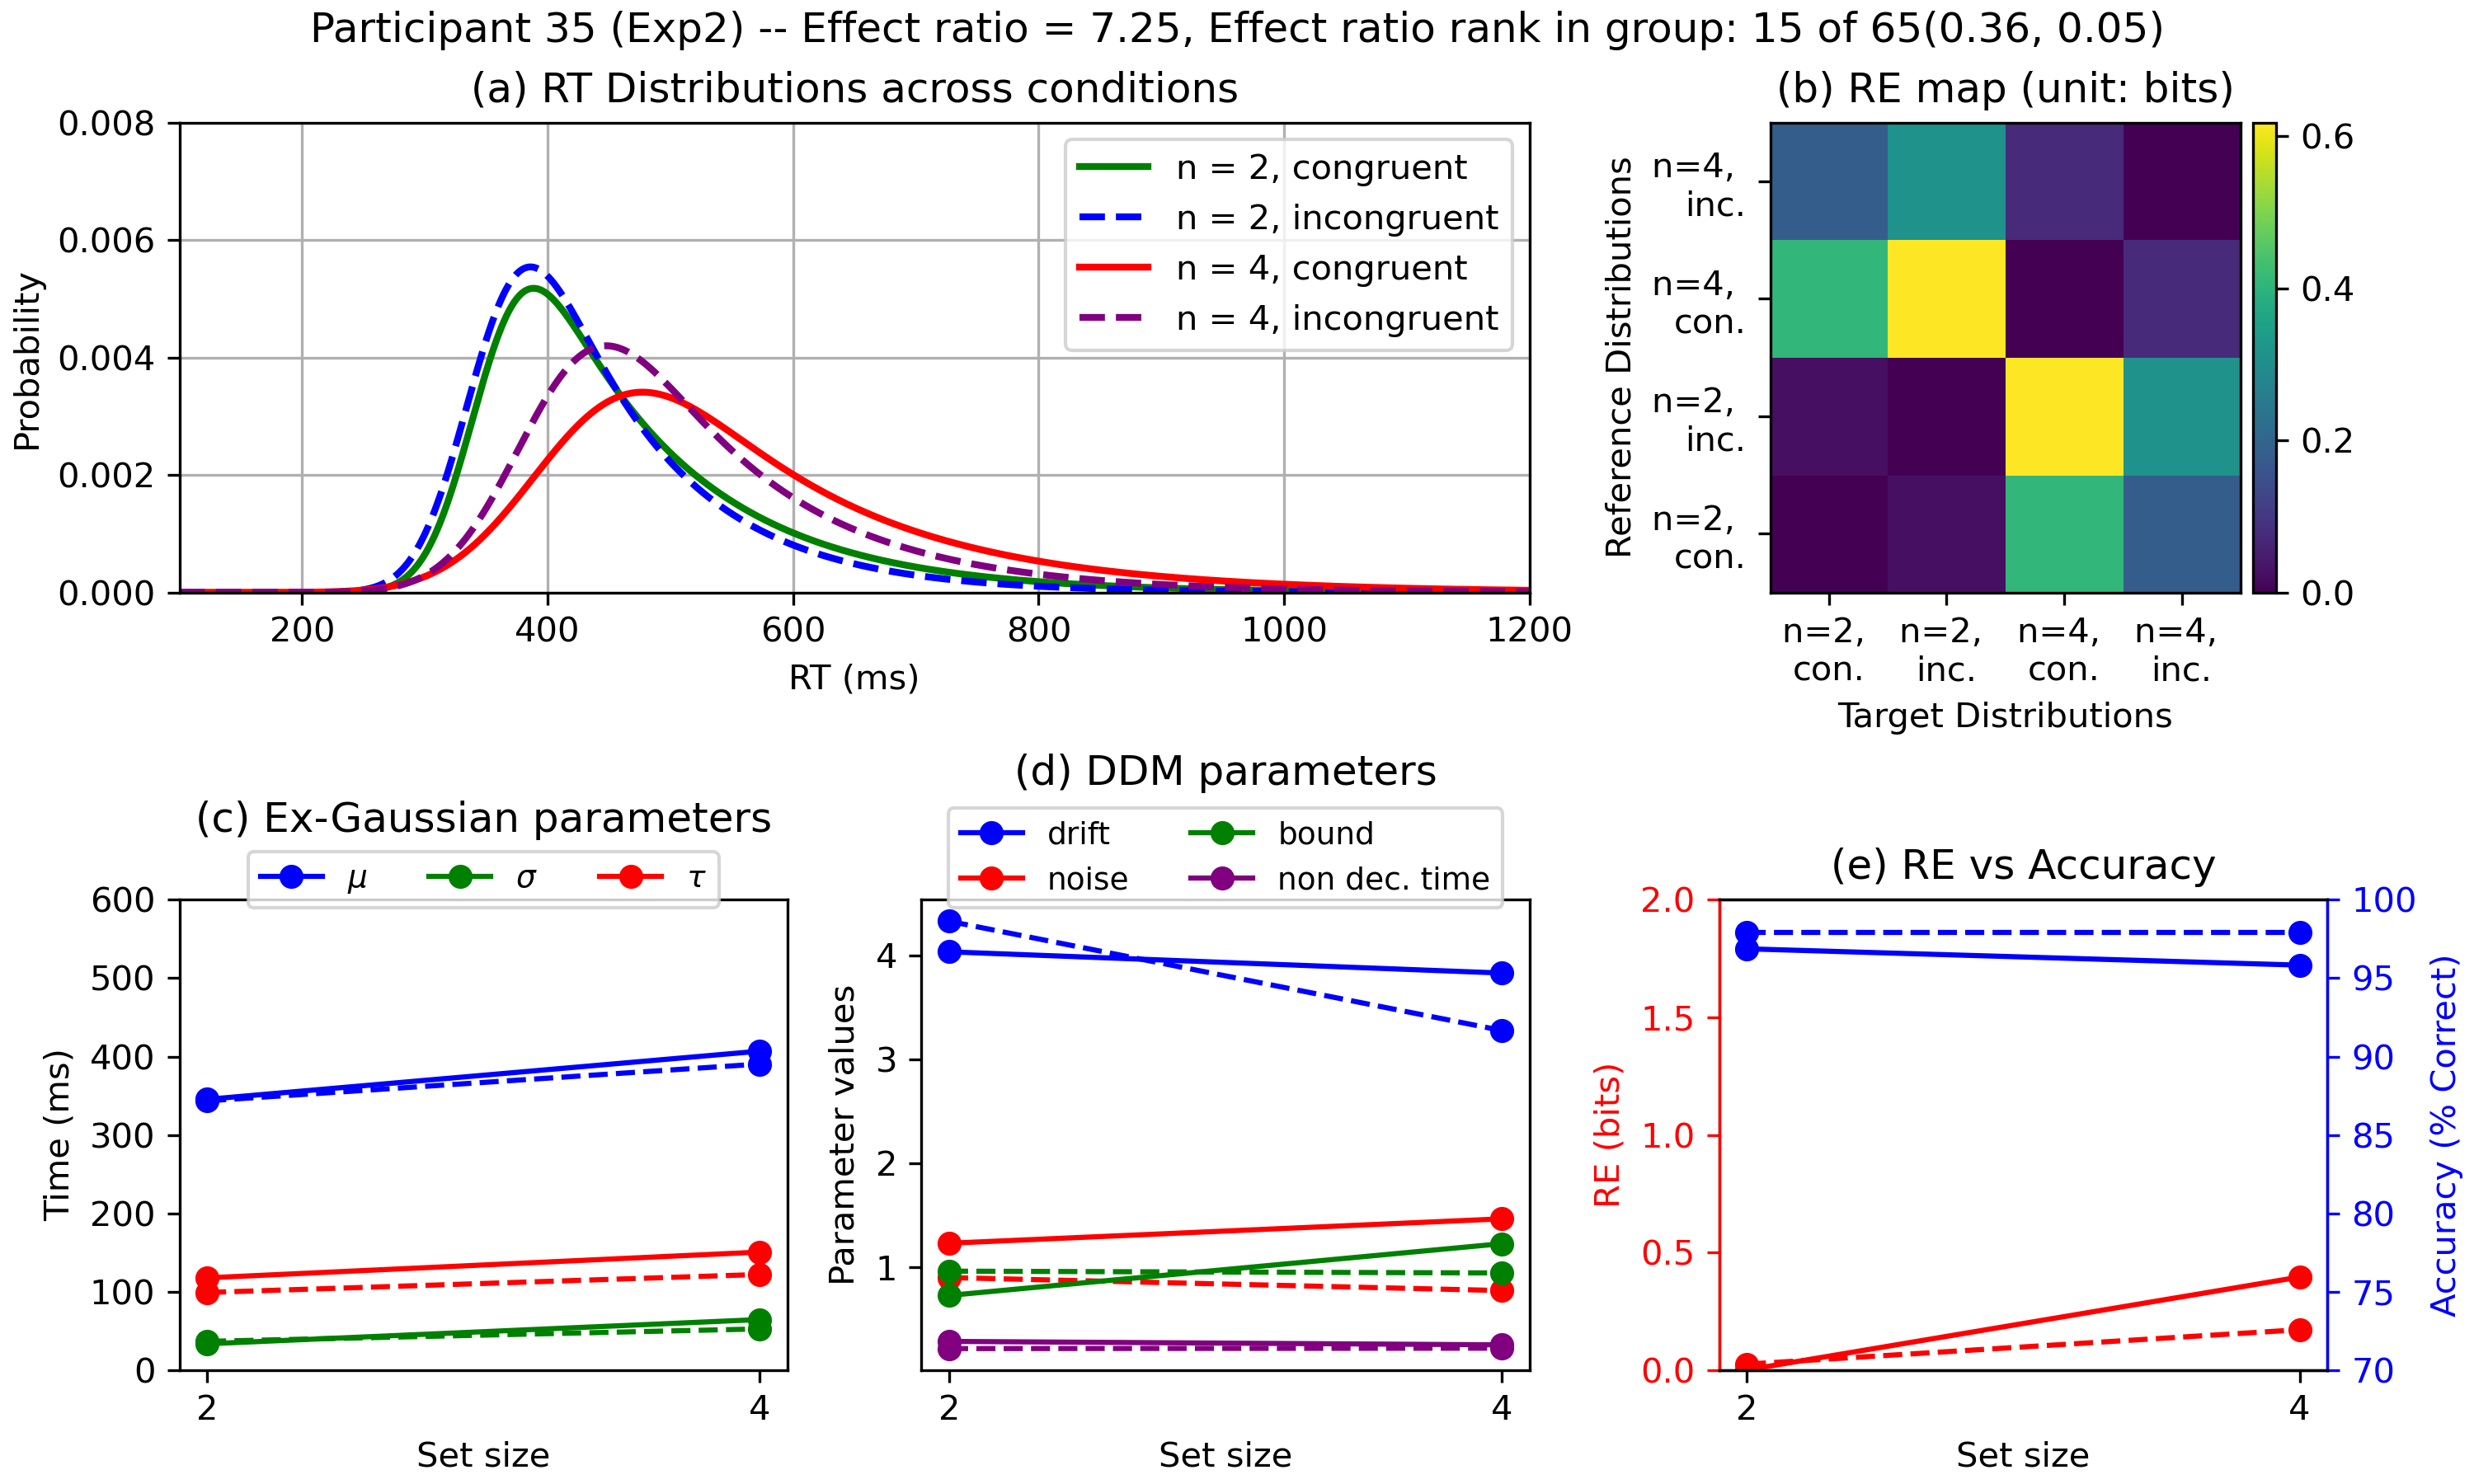 Participant 35 (Exp2) -- Effect ratio = 7.25, Effect ratio rank in group: 15 of 65(0.36, 0.05)
(a) RT Distributions across conditions
0.008
0.006
0.004
0.002
0.000
Probability
n = 2, congruent
n = 2, incongruent
n = 4, congruent
n = 4, incongruent
200
400
600
800
1000
1200
RT (ms)
(b) RE map (unit: bits)
Reference Distributions
n=4,
inc.
n=4,
con.
n=2,
inc.
n=2,
con.
0.6
0.4
0.2
0.0
n=2,
con.
n=2,
inc.
n=4,
con.
n=4,
inc.
Target Distributions
(c) Ex-Gaussian parameters
μ
σ
τ
600
500
400
300
200
100
0
Time (ms)
2
4
Set size
(d) DDM parameters
drift
noise
bound
non dec. time
4
3
2
1
Parameter values
2
4
Set size
(e) RE vs Accuracy
2.0
1.5
1.0
0.5
0.0
RE (bits)
100
95
90
85
80
75
70
Accuracy (% Correct)
2
4
Set size